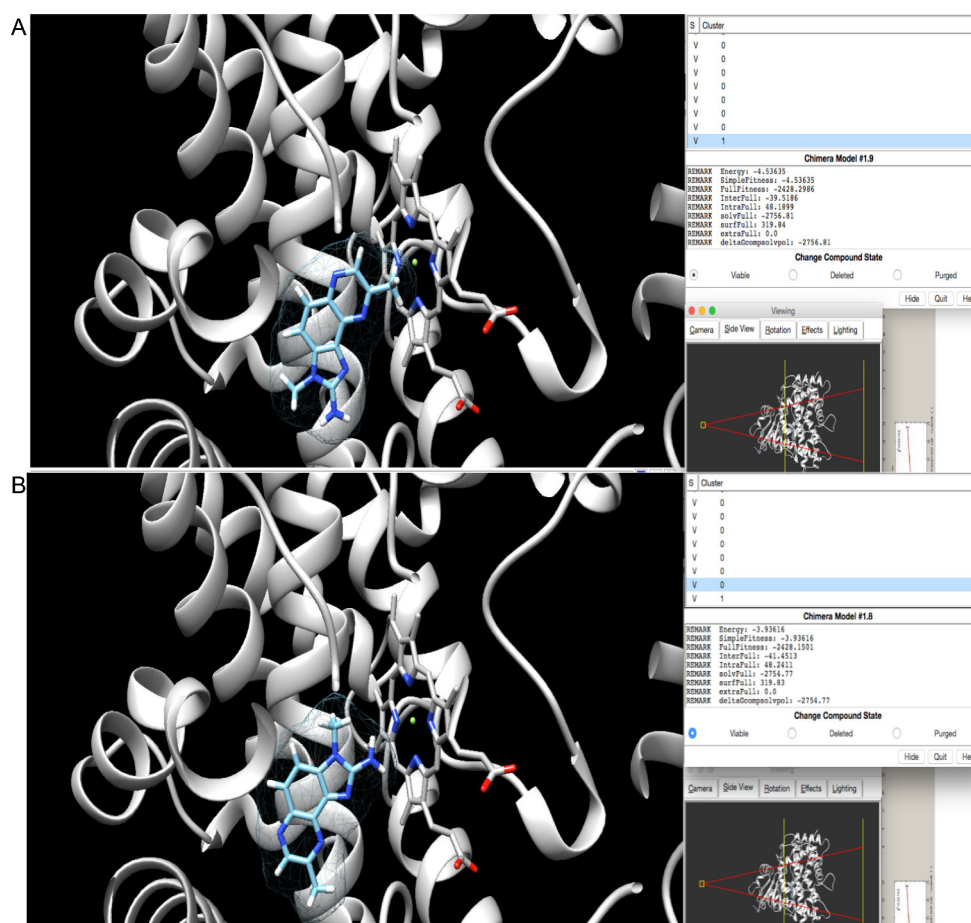 A
S Cluster
V 0
V 0
V 0
V 0
V 0
V 0
V 0
V 1
Chimera Model #1.9
REMARK Energy: -4.53635
REMARK SimpleFitness: -4.53635
REMARK FullFitness: -2428.2986
REMARK InterFull: -39.5186
REMARK IntraFull: 48.1899
REMARK solvFull: -2756.81
REMARK surfFull: 319.84
REMARK extraFull: 0.0
REMARK deltaGcompsolvpol: -2756.81
Change Compound State
Viable Deleted Purged
Hide Quit He
Viewing
Camera Side View Rotation Effects Lighting
B
S Cluster
V 0
V 0
V 0
V 0
V 0
V 0
V 0
V 1
Chimera Model #1.8
REMARK Energy: -3.93616
REMARK SimpleFitness: -3.93616
REMARK FullFitness: -2428.1501
REMARK InterFull: -41.4513
REMARK IntraFull: 48.2411
REMARK solvFull: -2754.77
REMARK surfFull: 319.83
REMARK extraFull: 0.0
REMARK deltaGcompsolvpol: -2754.77
Change Compound State
Viable Deleted Purged
Hide Quit He
Viewing
Camera Side View Rotation Effects Lighting